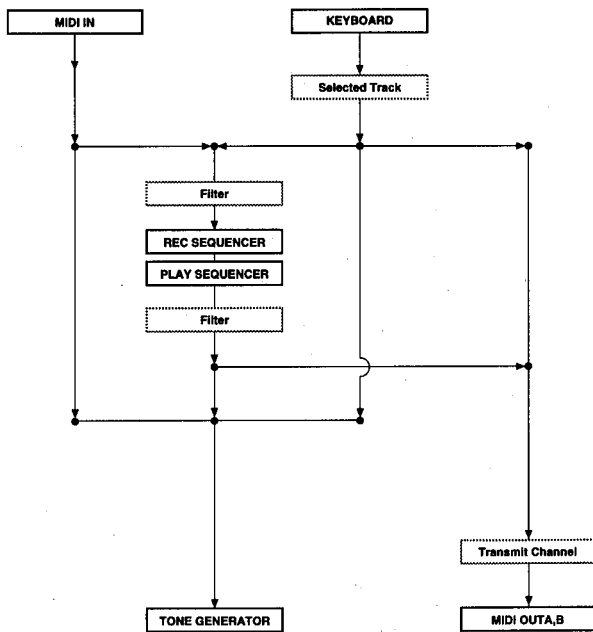 MIDI IN
KEYBOARD
Selected Track
Filter
REC SEQUENCER
PLAY SEQUENCER
Filter
Transmit Channel
TONE GENERATOR
MIDI OUTA,B